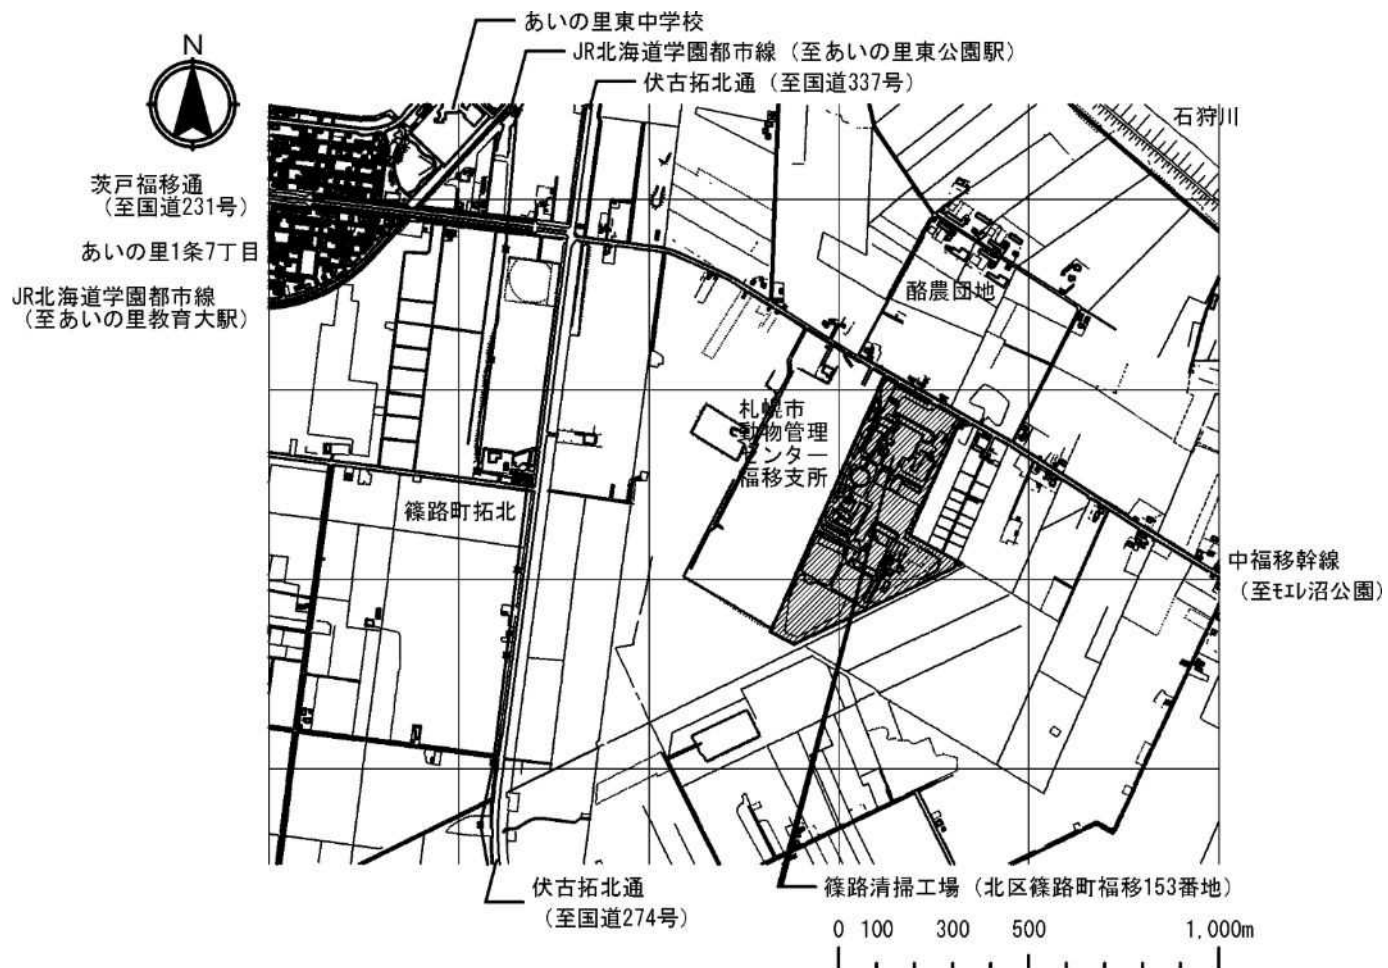 あいの里東中学校
N
JR北海道学園都市線（至あいの里東公園駅）
伏古拓北通（至国道337号）
石狩川
茨戸福移通
（至国道231号）
あいの里1条7丁目
JR北海道学園都市線
（至あいの里教育大駅）
酪農団地
札幌市
動物管理
センター
福移支所
篠路町拓北
中福移幹線
（至ﾓｴﾚ沼公園）
伏古拓北通
（至国道274号）
篠路清掃工場（北区篠路町福移153番地）
0 100 300 500 1,000m